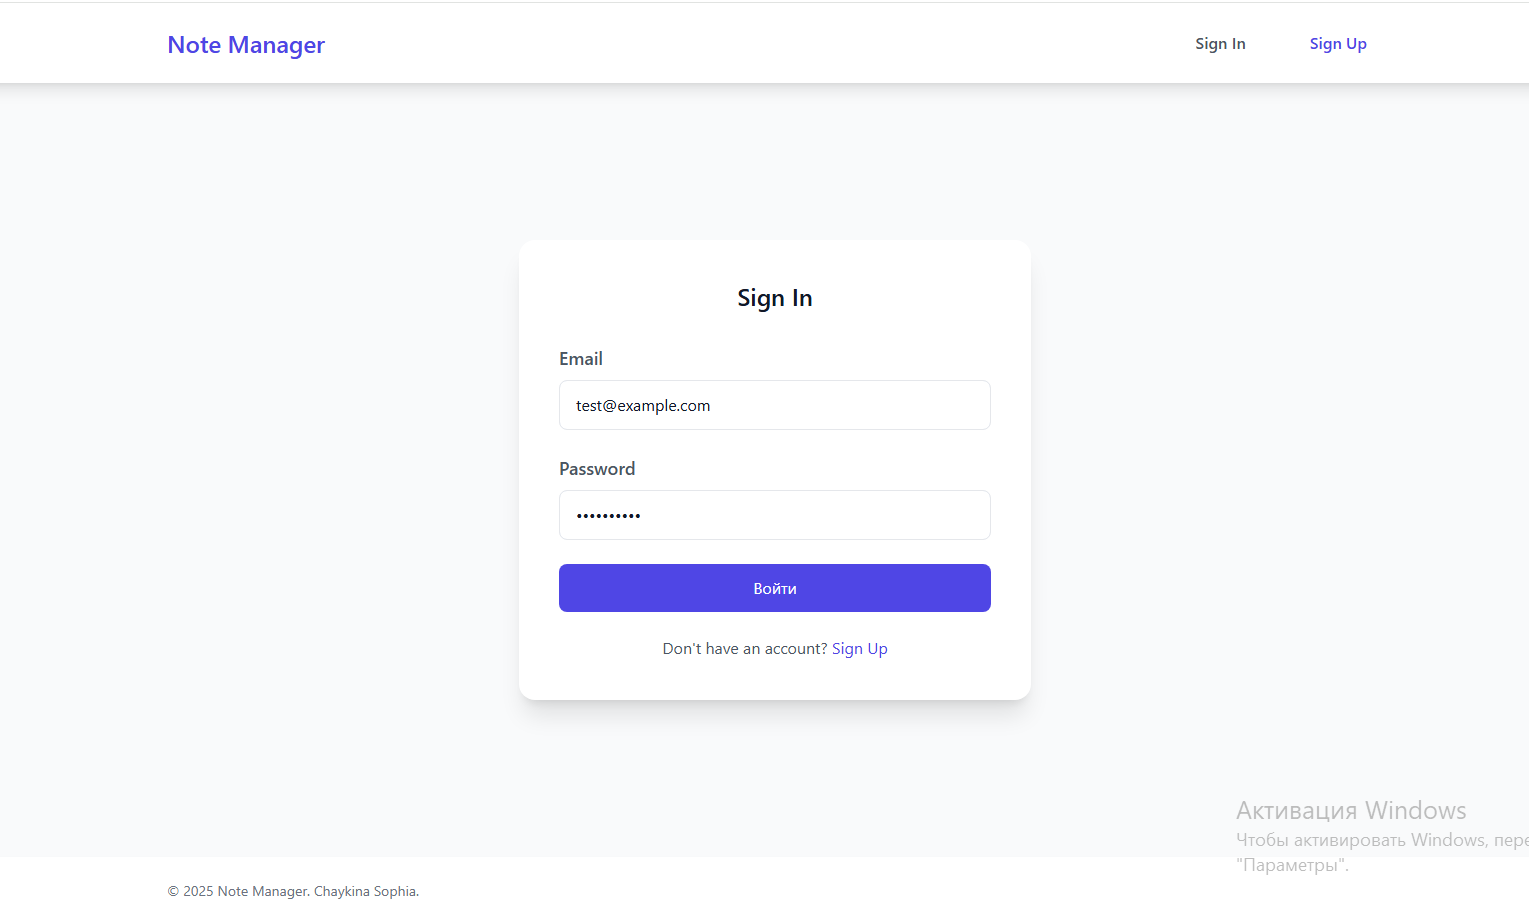 Note Manager
Sign In
Sign Up
Sign In
Email
test@example.com
Password
••••••••••
Войти
Don't have an account? Sign Up
Активация Windows
Чтобы активировать Windows, пере
"Параметры".
© 2025 Note Manager. Chaykina Sophia.